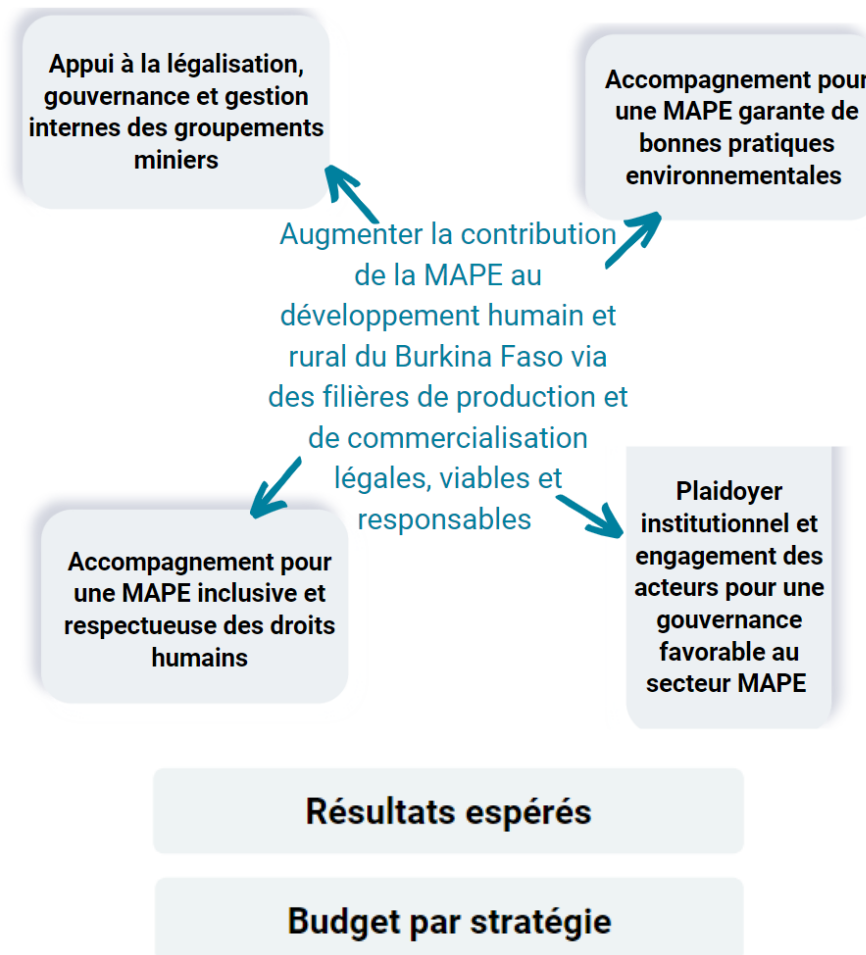 Appui à la légalisation,
gouvernance et gestion
internes des groupements
miniers
Accompagnement pour
une MAPE garante de
bonnes pratiques
environnementales
Augmenter la contribution
de la MAPE au
développement humain et
rural du Burkina Faso via
des filières de production et
de commercialisation
légales, viables et
responsables
Accompagnement pour
une MAPE inclusive et
respectueuse des droits
humains
Plaidoyer
institutionnel et
engagement des
acteurs pour une
gouvernance
favorable au
secteur MAPE
Résultats espérés
Budget par stratégie